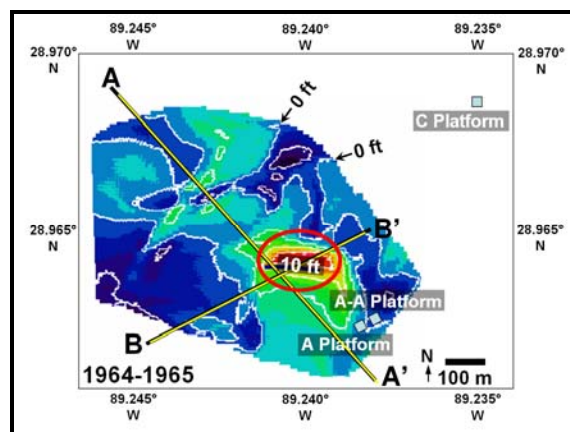 89.245° 89.240° 89.235°
W W W
28.970° 28.970°
N N
A
0 ft
C Platform
0 ft
28.965° 28.965°
N N
B'
10 ft
A-A Platform
A Platform
B
N
1964-1965
A'
100 m
89.245° 89.240° 89.235°
W W W